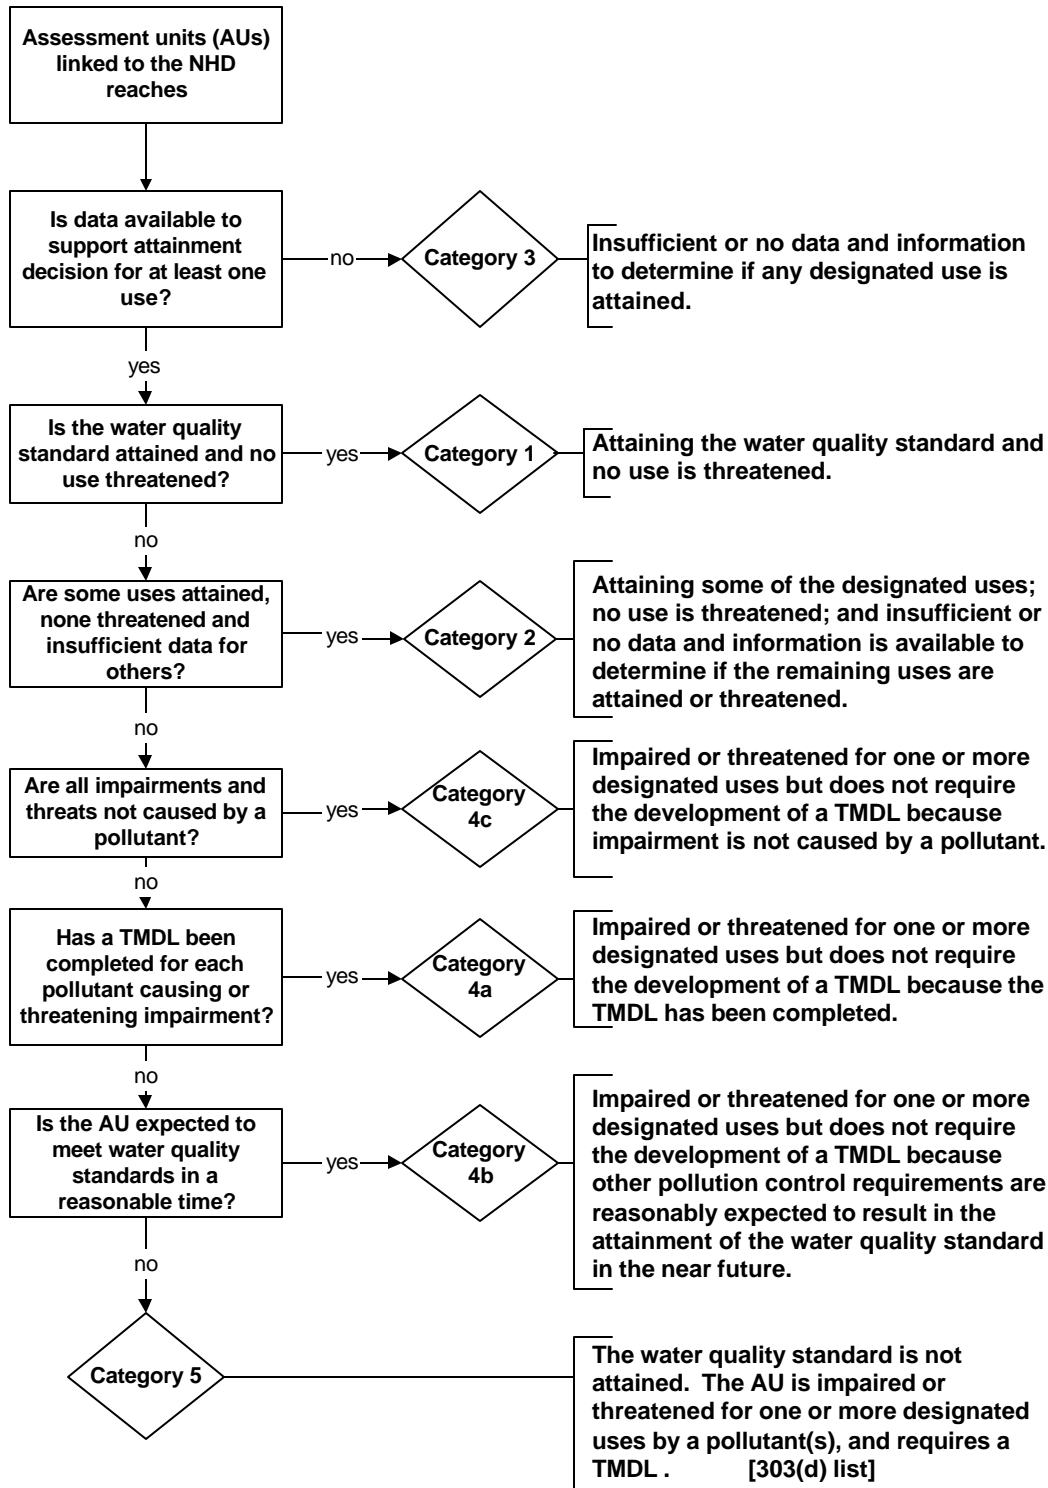 Assessment units (AUs)
linked to the NHD
reaches
Is data available to
support attainment
decision for at least one
use?
no
Category 3
Insufficient or no data and information
to determine if any designated use is
attained.
yes
Is the water quality
standard attained and no
use threatened?
yes
Category 1
Attaining the water quality standard and
no use is threatened.
no
Are some uses attained,
none threatened and
insufficient data for
others?
yes
Category 2
Attaining some of the designated uses;
no use is threatened; and insufficient or
no data and information is available to
determine if the remaining uses are
attained or threatened.
no
Are all impairments and
threats not caused by a
pollutant?
yes
Category
4c
Impaired or threatened for one or more
designated uses but does not require
the development of a TMDL because
impairment is not caused by a pollutant.
no
Has a TMDL been
completed for each
pollutant causing or
threatening impairment?
yes
Category
4a
Impaired or threatened for one or more
designated uses but does not require
the development of a TMDL because the
TMDL has been completed.
no
Is the AU expected to
meet water quality
standards in a
reasonable time?
yes
Category
4b
Impaired or threatened for one or more
designated uses but does not require
the development of a TMDL because
other pollution control requirements are
reasonably expected to result in the
attainment of the water quality standard
in the near future.
no
Category 5
The water quality standard is not
attained. The AU is impaired or
threatened for one or more designated
uses by a pollutant(s), and requires a
TMDL . [303(d) list]